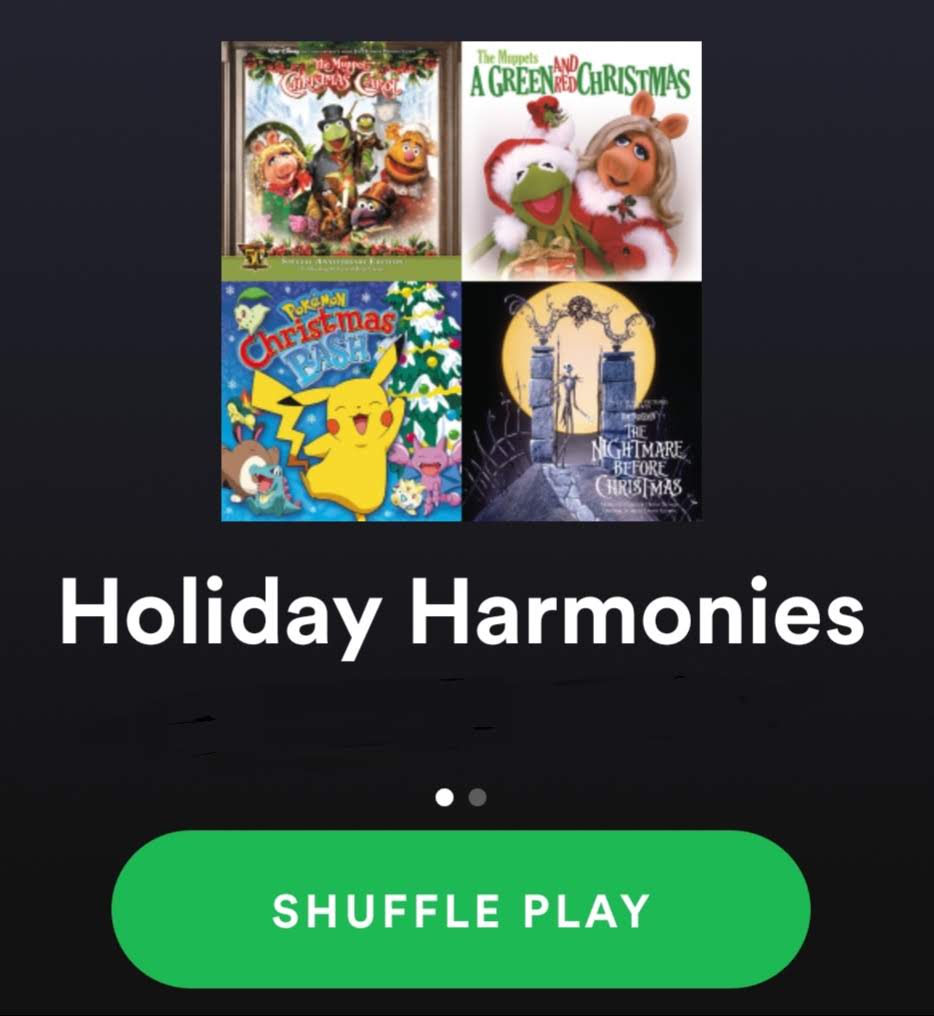 The Muppet
CHRISTMAS CAROL
SPECIAL ANNIVERSARY EDITION
The Muppets
A GREEN AND RED CHRISTMAS
POKÉMON
Christmas
BASH
THE
NIGHTMARE
BEFORE
CHRISTMAS
Holiday Harmonies
SHUFFLE PLAY